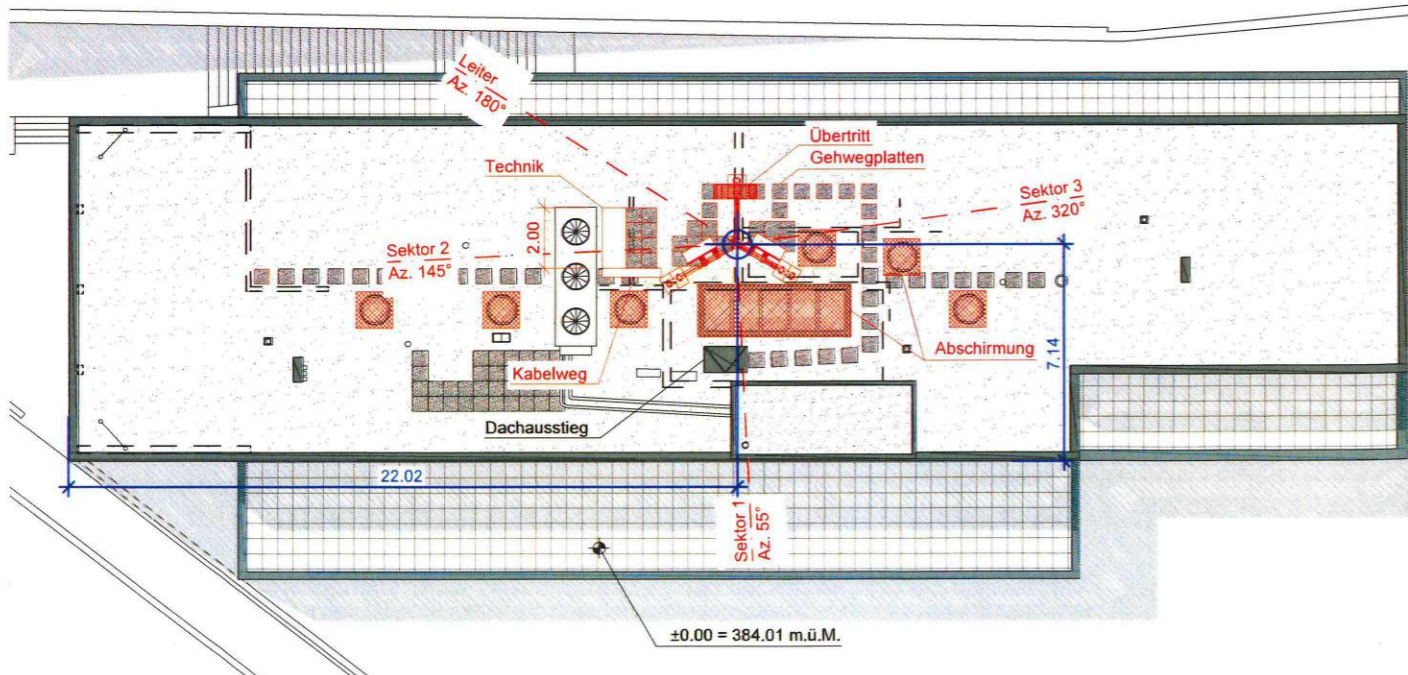 Leiter
Az. 180°
Übertritt
Gehwegplatten
Technik
Sektor 3
Az. 320°
2.00
Sektor 2
Az. 145°
Abschirmung
7.14
Kabelweg
Dachausstieg
22.02
Sektor 1
Az. 55°
±0.00 = 384.01 m.ü.M.